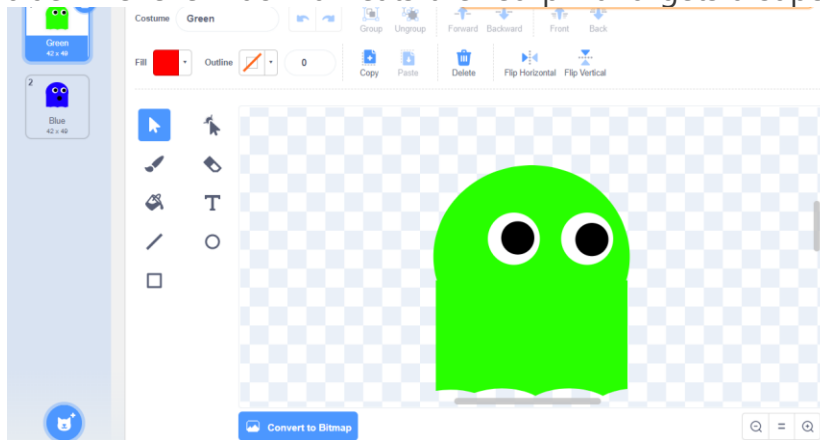 Costume Green Group Ungroup Forward Backward Front Back
Green
42 x 49
Fill Outline 0 Copy Paste Delete Flip Horizontal Flip Vertical
2
Blue
42 x 49
T
Convert to Bitmap